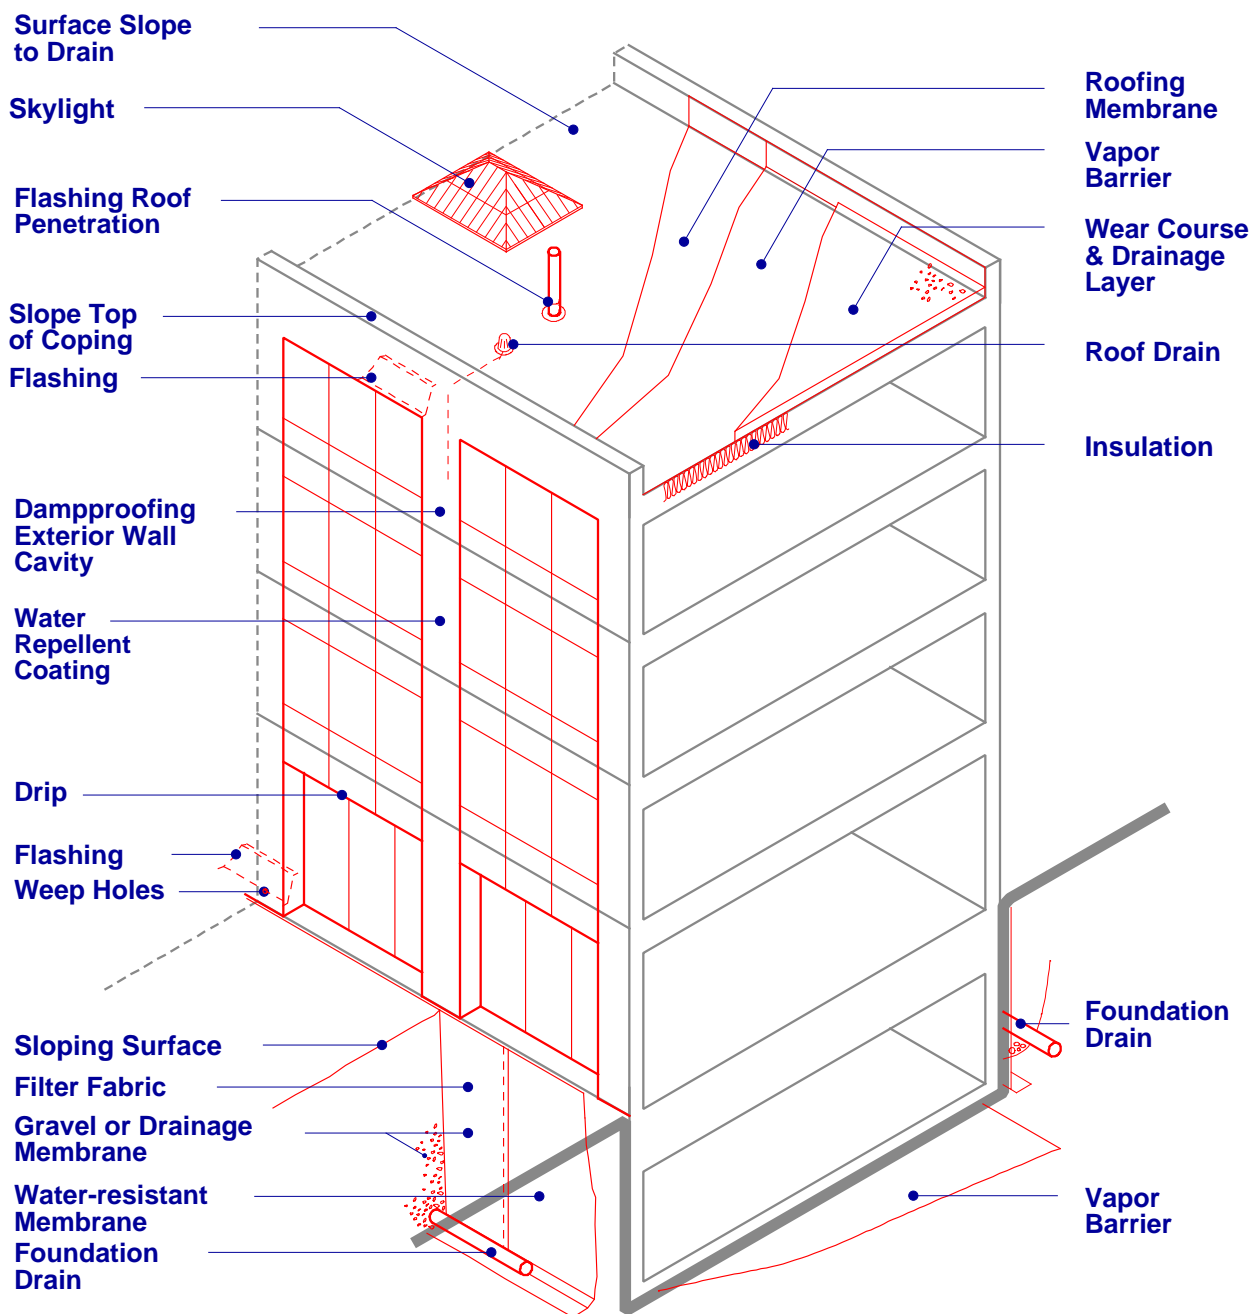 Surface Slope
to Drain
Skylight
Flashing Roof
Penetration
Slope Top
of Coping
Flashing
Dampproofing
Exterior Wall
Cavity
Water
Repellent
Coating
Drip
Flashing
Weep Holes
Sloping Surface
Filter Fabric
Gravel or Drainage
Membrane
Water-resistant
Membrane
Foundation
Drain
Roofing
Membrane
Vapor
Barrier
Wear Course
& Drainage
Layer
Roof Drain
Insulation
Foundation
Drain
Vapor
Barrier